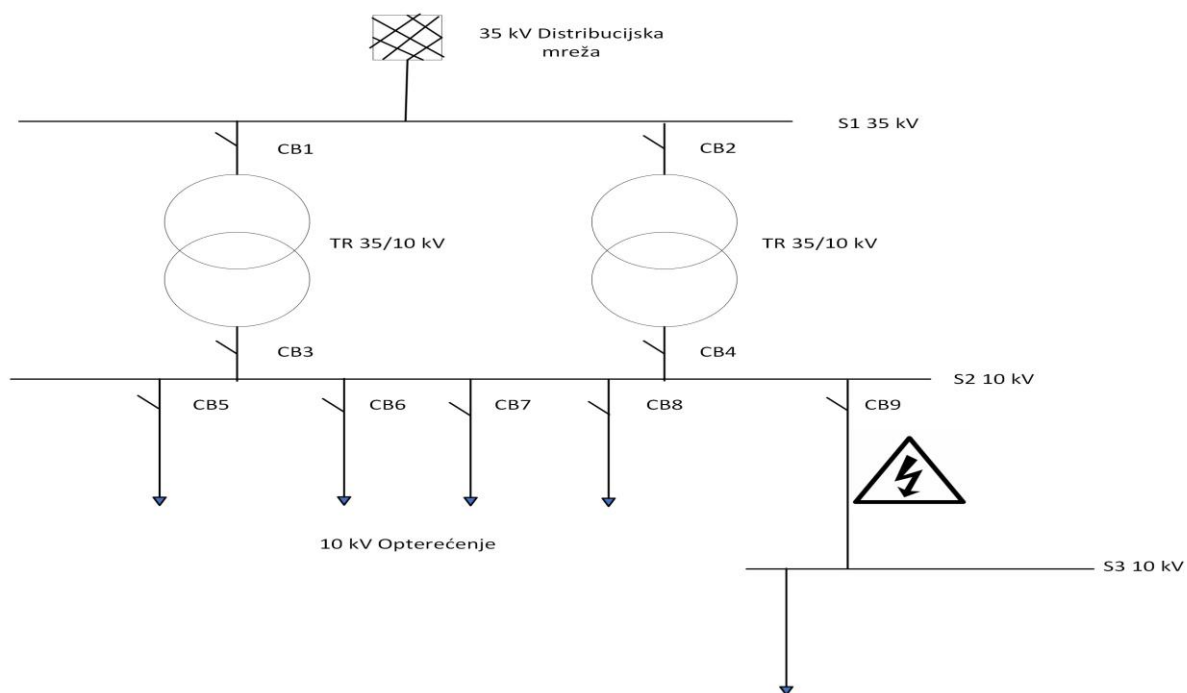 35 kV Distribucijska
mreža
S1 35 kV
CB1
CB2
TR 35/10 kV
TR 35/10 kV
CB3
CB4
S2 10 kV
CB5
CB6
CB7
CB8
CB9
10 kV Opterećenje
S3 10 kV